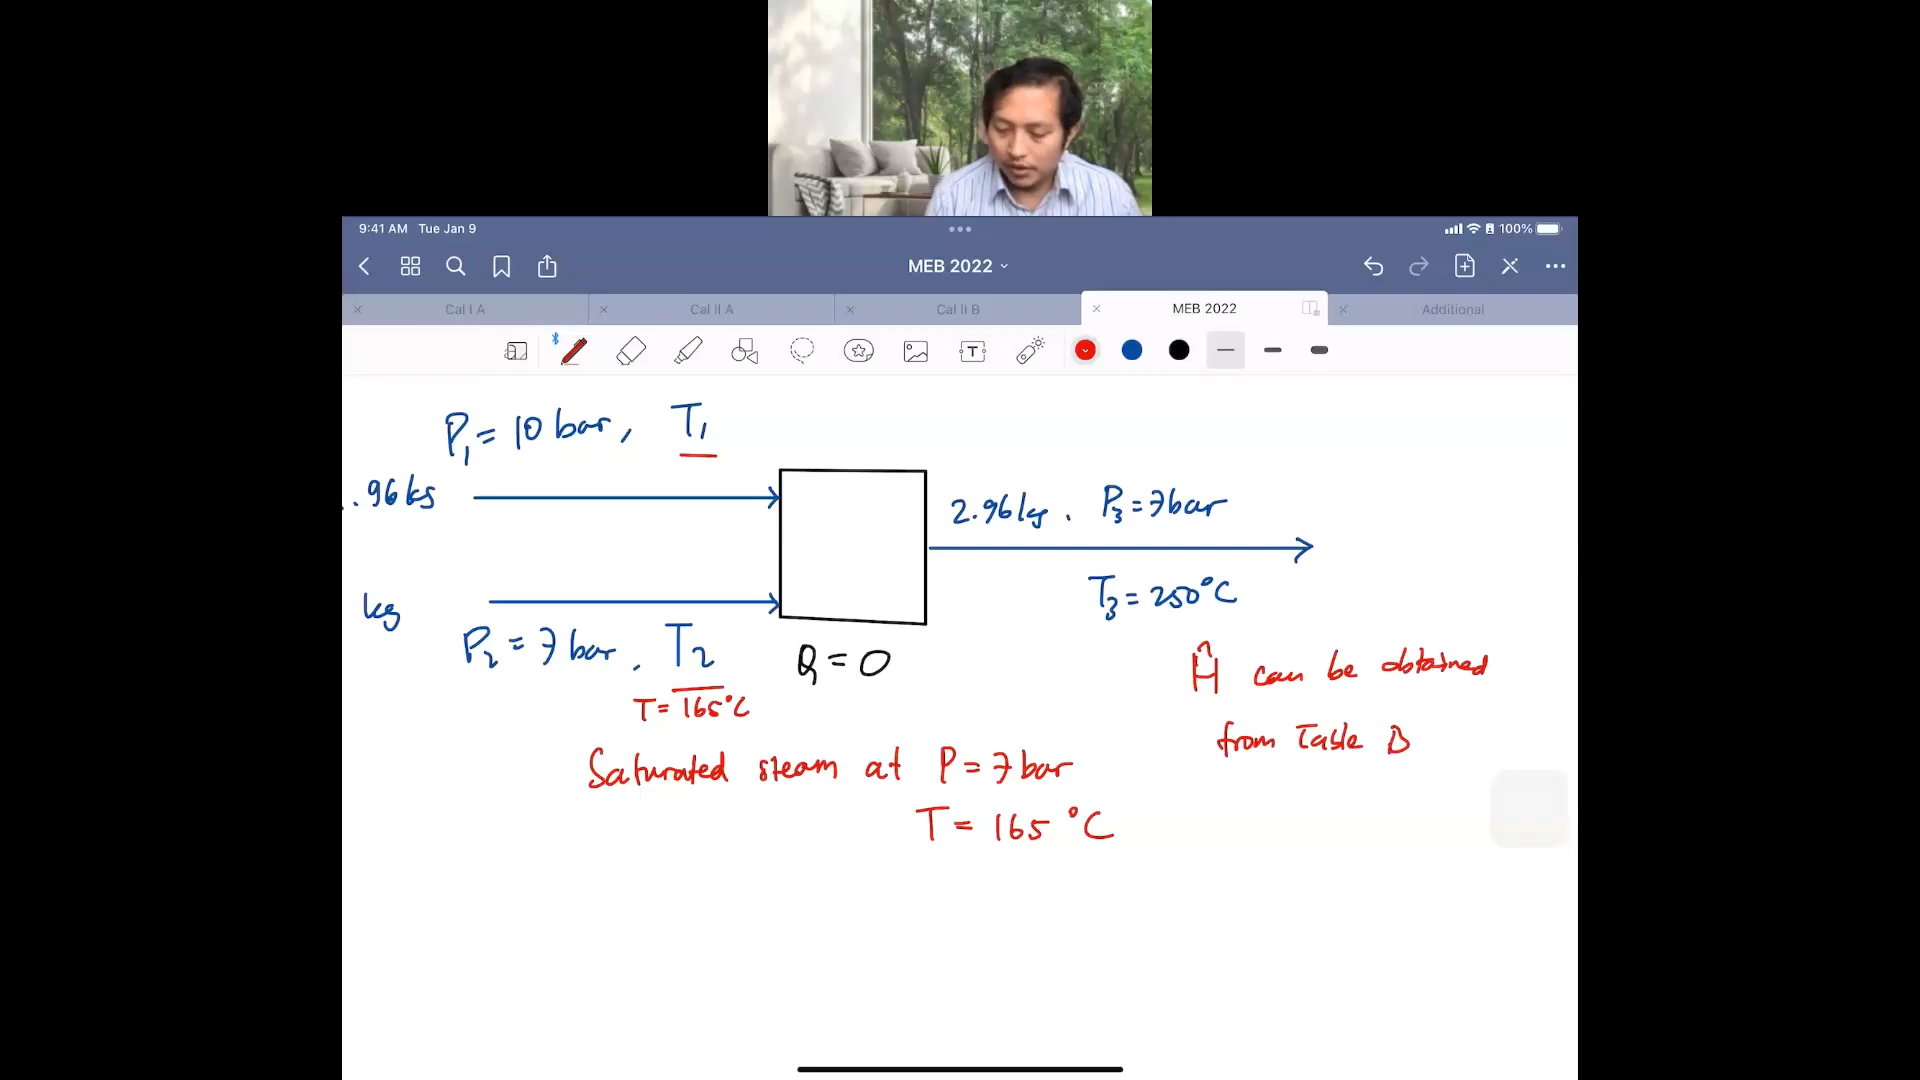 9:41 AM Tue Jan 9
100%
MEB 2022
Cal I A
Cal II A
Cal II B
MEB 2022
Additional
T
P1 = 10 bar, T1
.96 kg
2.96 kg. P3 = 7 bar
T3 = 250°C
kg
P2 = 7 bar, T2
Q = 0
T = 165°C
Ĥ can be obtained
from Table B
Saturated steam at P = 7 bar
T = 165 °C